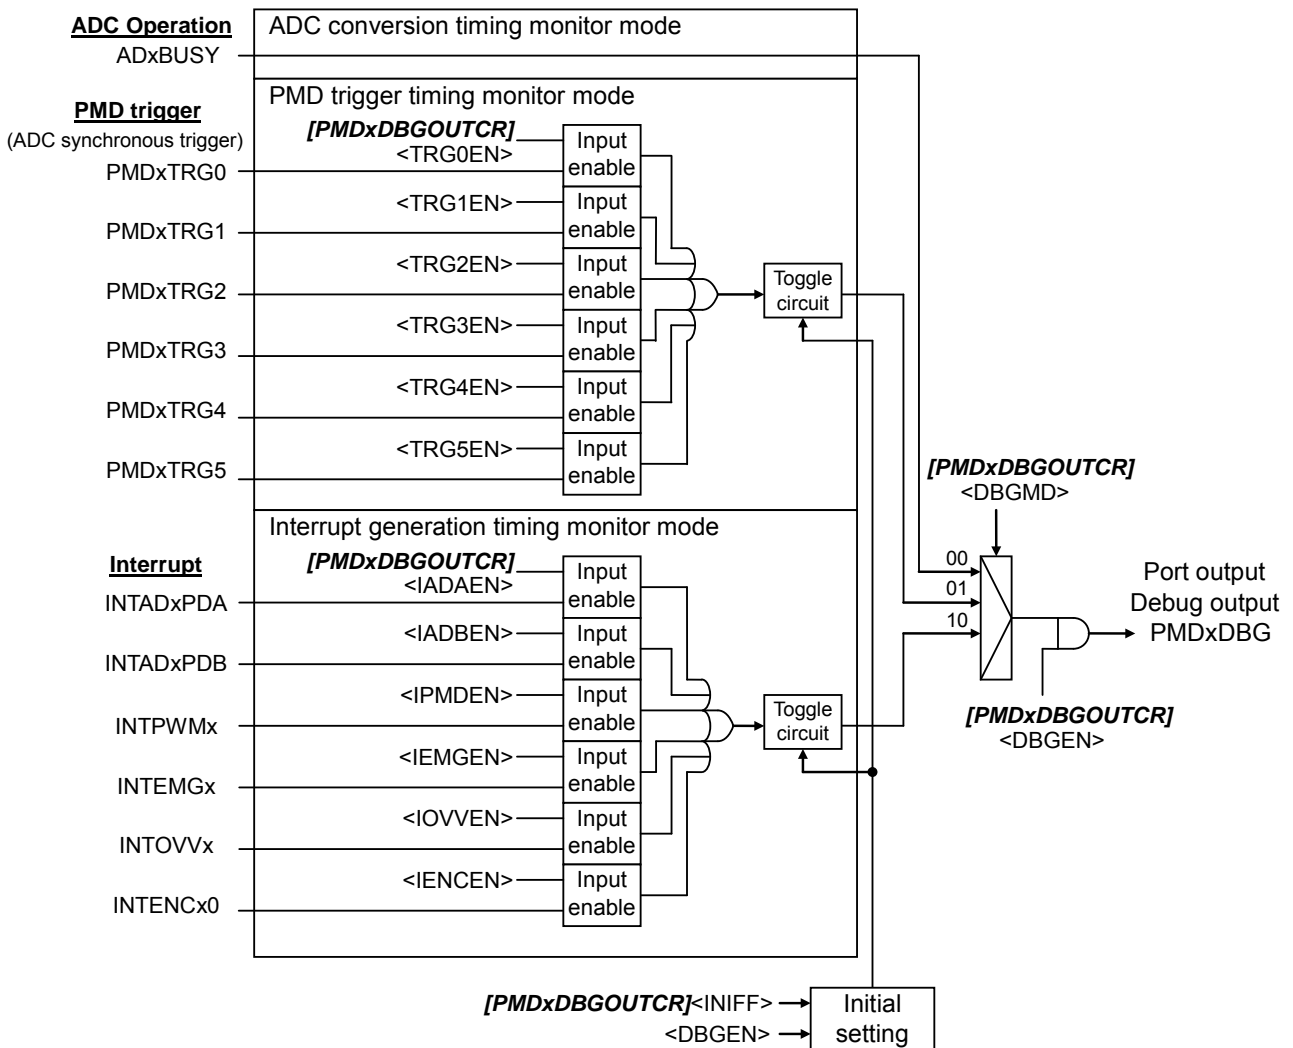 ADC Operation
ADxBUSY
ADC conversion timing monitor mode
PMD trigger
(ADC synchronous trigger)
PMD trigger timing monitor mode
[PMDxDBGOUTCR]
<TRG0EN>
Input
enable
PMDxTRG0
<TRG1EN>
Input
enable
PMDxTRG1
<TRG2EN>
Input
enable
PMDxTRG2
<TRG3EN>
Input
enable
PMDxTRG3
<TRG4EN>
Input
enable
PMDxTRG4
<TRG5EN>
Input
enable
PMDxTRG5
Toggle
circuit
Interrupt generation timing monitor mode
Interrupt
[PMDxDBGOUTCR]
<IADAEN>
Input
enable
INTADxPDA
<IADBEN>
Input
enable
INTADxPDB
<IPMDEN>
Input
enable
INTPWMx
<IEMGEN>
Input
enable
INTEMGx
<IOVVEN>
Input
enable
INTOVVx
<IENCEN>
Input
enable
INTENCx0
Toggle
circuit
[PMDxDBGOUTCR]
<DBGMD>
00
01
10
Port output
Debug output
PMDxDBG
[PMDxDBGOUTCR]
<DBGEN>
[PMDxDBGOUTCR]<INIFF>
<DBGEN>
Initial
setting